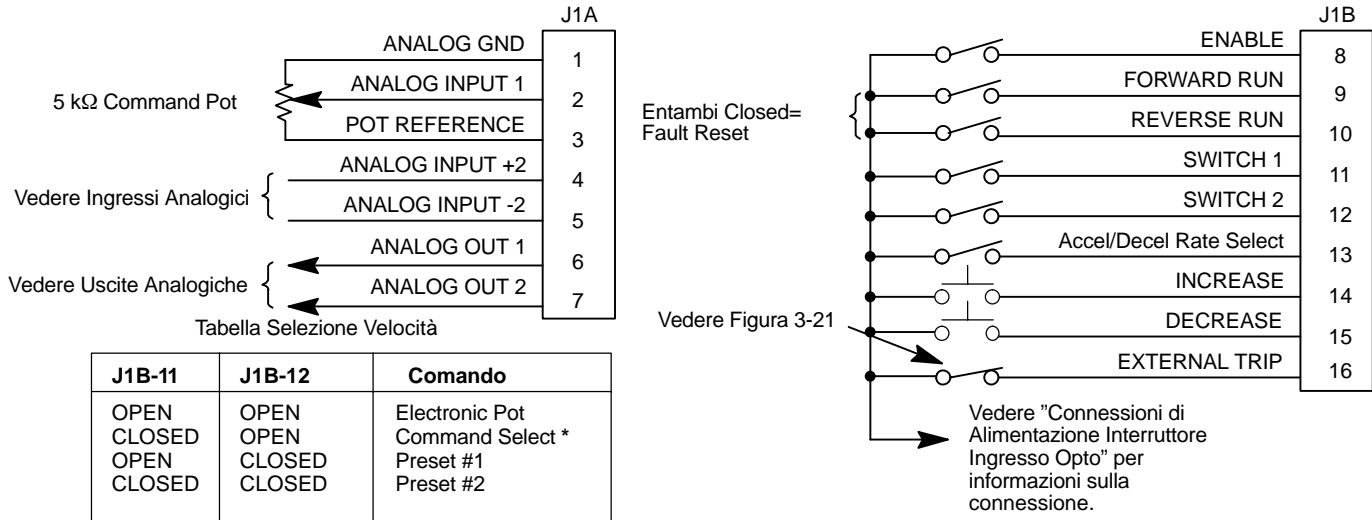 J1A
ANALOG GND
1
ANALOG INPUT 1
2
5 kΩ Command Pot
POT REFERENCE
3
ANALOG INPUT +2
4
Vedere Ingressi Analogici
ANALOG INPUT -2
5
ANALOG OUT 1
6
Vedere Uscite Analogiche
ANALOG OUT 2
7
Tabella Selezione Velocità
J1B-11 J1B-12 Comando
OPEN OPEN Electronic Pot
CLOSED OPEN Command Select *
OPEN CLOSED Preset #1
CLOSED CLOSED Preset #2
J1B
ENABLE
8
FORWARD RUN
9
Entambi Closed=
Fault Reset
REVERSE RUN
10
SWITCH 1
11
SWITCH 2
12
Accel/Decel Rate Select
13
INCREASE
14
Vedere Figura 3-21
DECREASE
15
EXTERNAL TRIP
16
Vedere ”Connessioni di
Alimentazione Interruttore
Ingresso Opto" per
informazioni sulla
connessione.